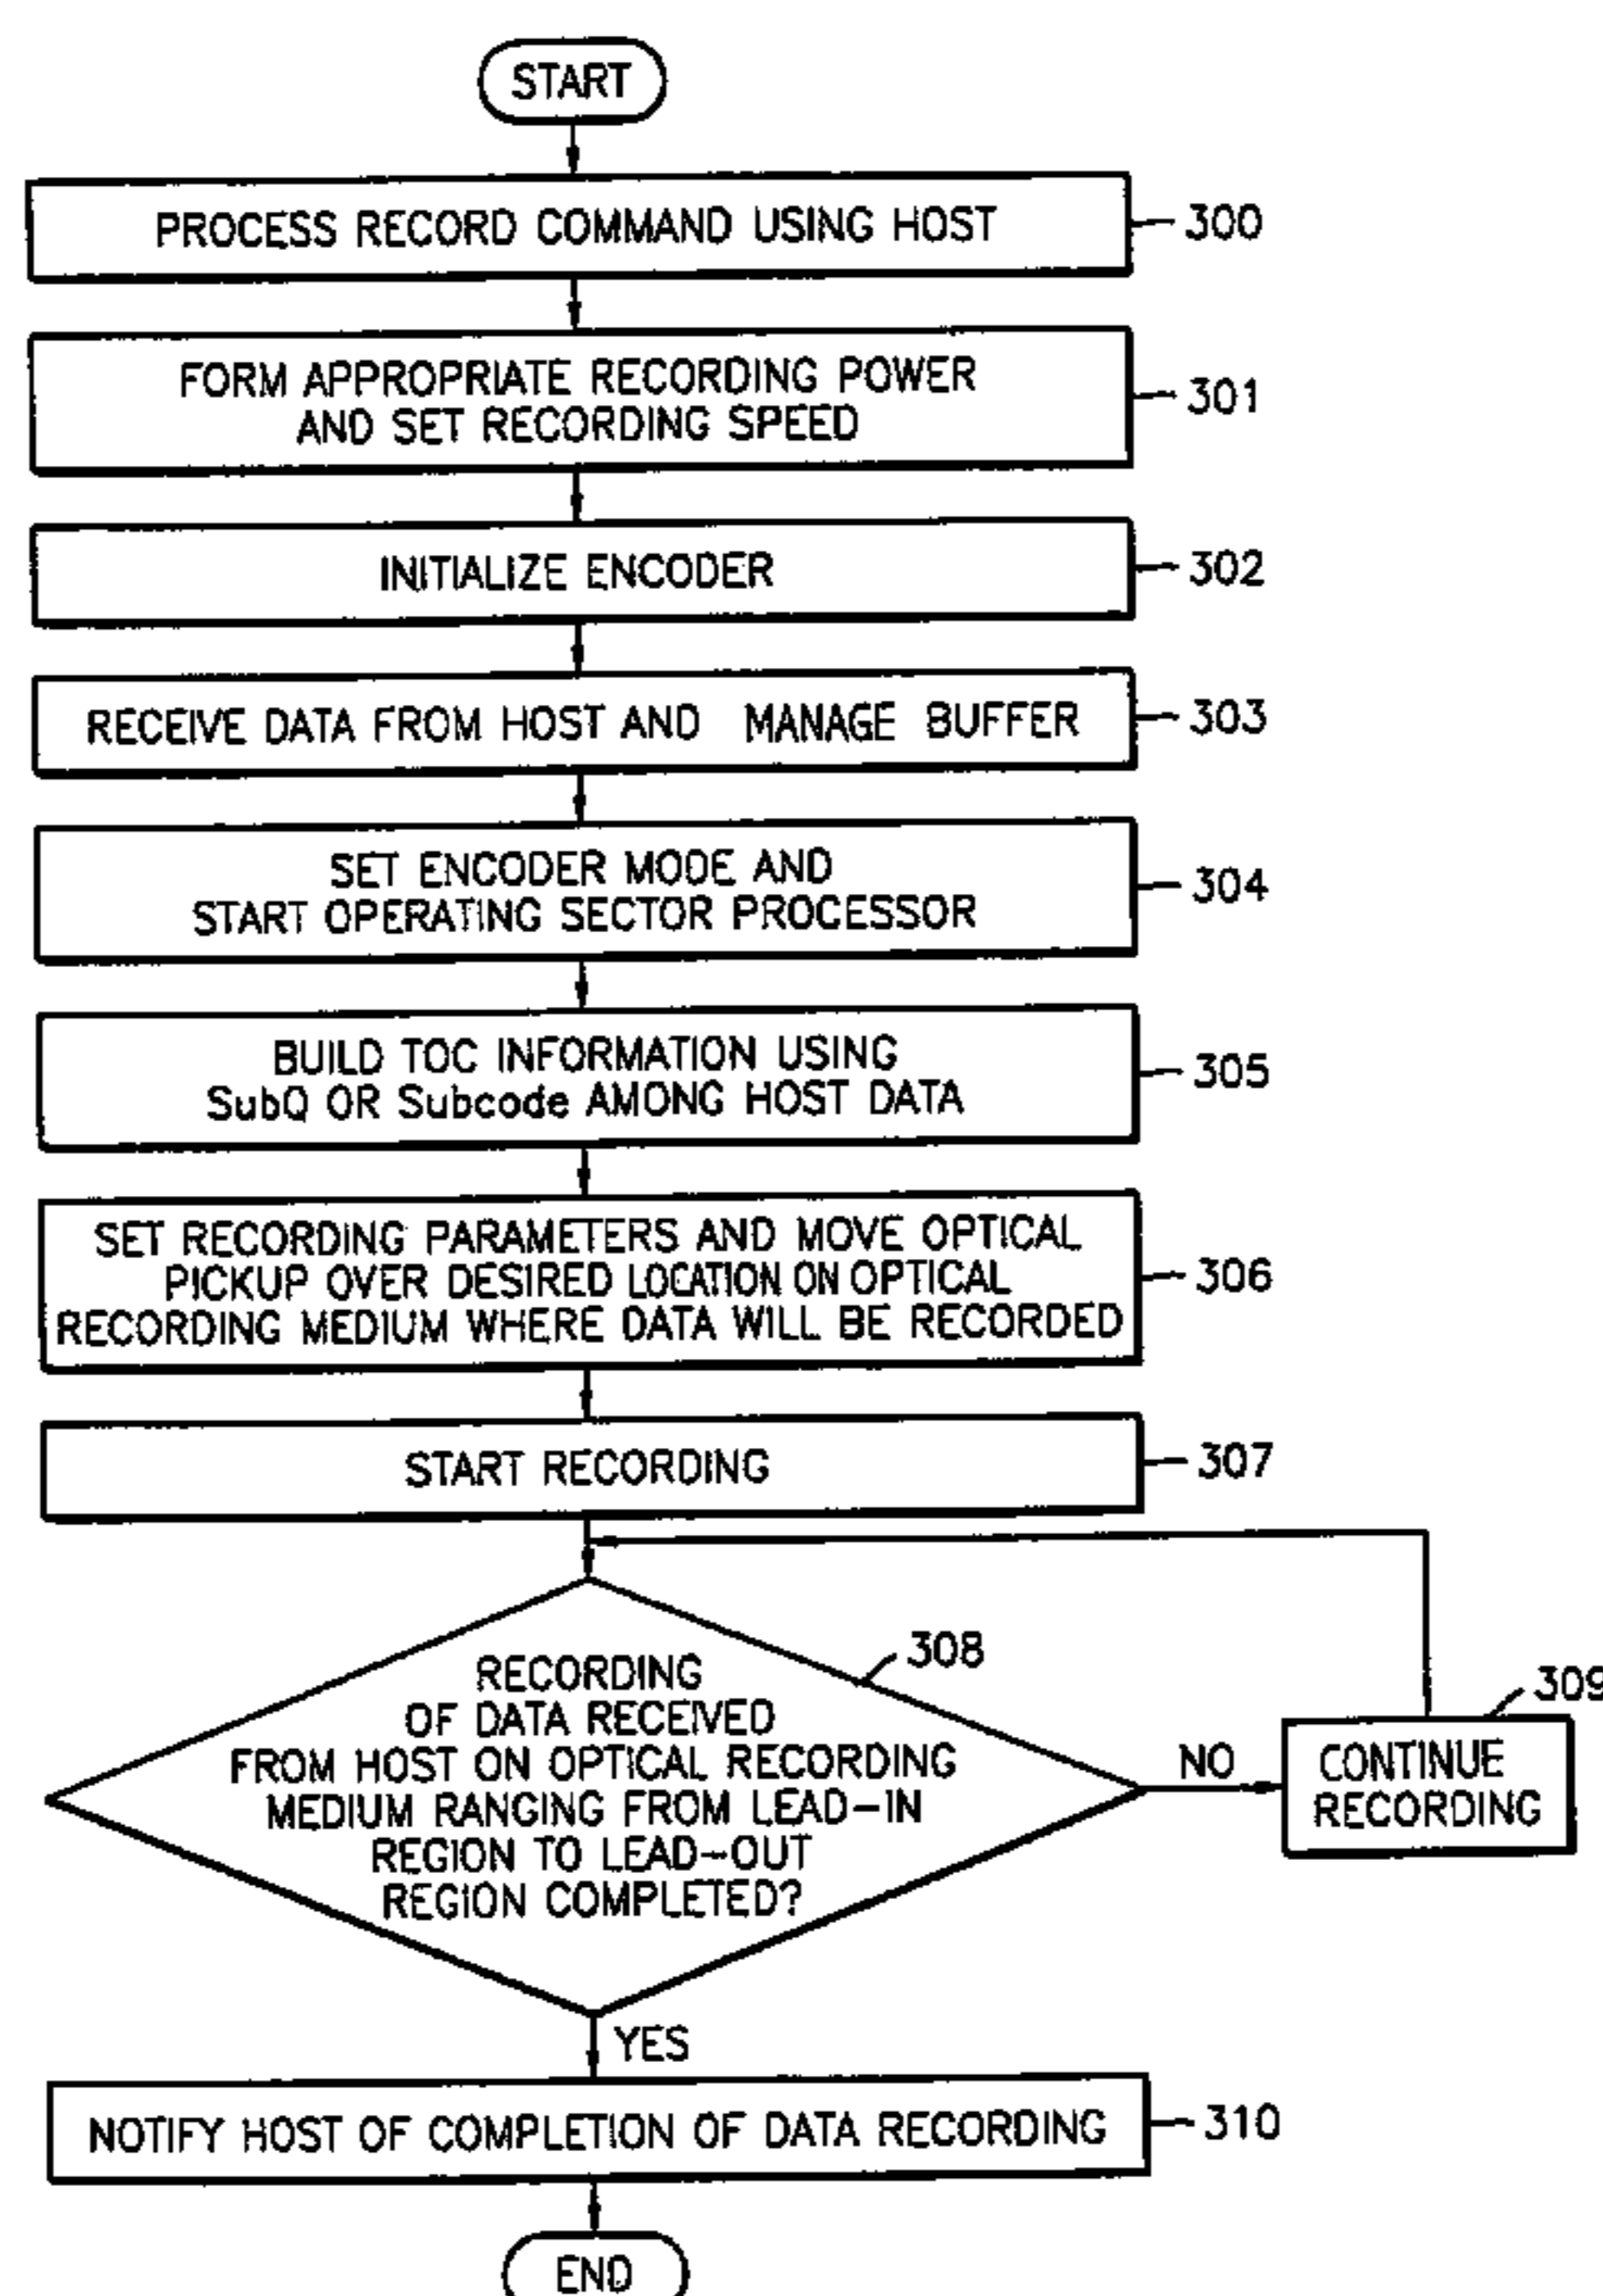 START
PROCESS RECORD COMMAND USING HOST
300
FORM APPROPRIATE RECORDING POWER
AND SET RECORDING SPEED
301
INITIALIZE ENCODER
302
RECEIVE DATA FROM HOST AND MANAGE BUFFER
303
SET ENCODER MODE AND
START OPERATING SECTOR PROCESSOR
304
BUILD TOC INFORMATION USING
SubQ OR Subcode AMONG HOST DATA
305
SET RECORDING PARAMETERS AND MOVE OPTICAL
PICKUP OVER DESIRED LOCATION ON OPTICAL
RECORDING MEDIUM WHERE DATA WILL BE RECORDED
306
START RECORDING
307
308
RECORDING
OF DATA RECEIVED
FROM HOST ON OPTICAL RECORDING
MEDIUM RANGING FROM LEAD-IN
REGION TO LEAD-OUT
REGION COMPLETED?
NO
309
CONTINUE
RECORDING
YES
NOTIFY HOST OF COMPLETION OF DATA RECORDING
310
END